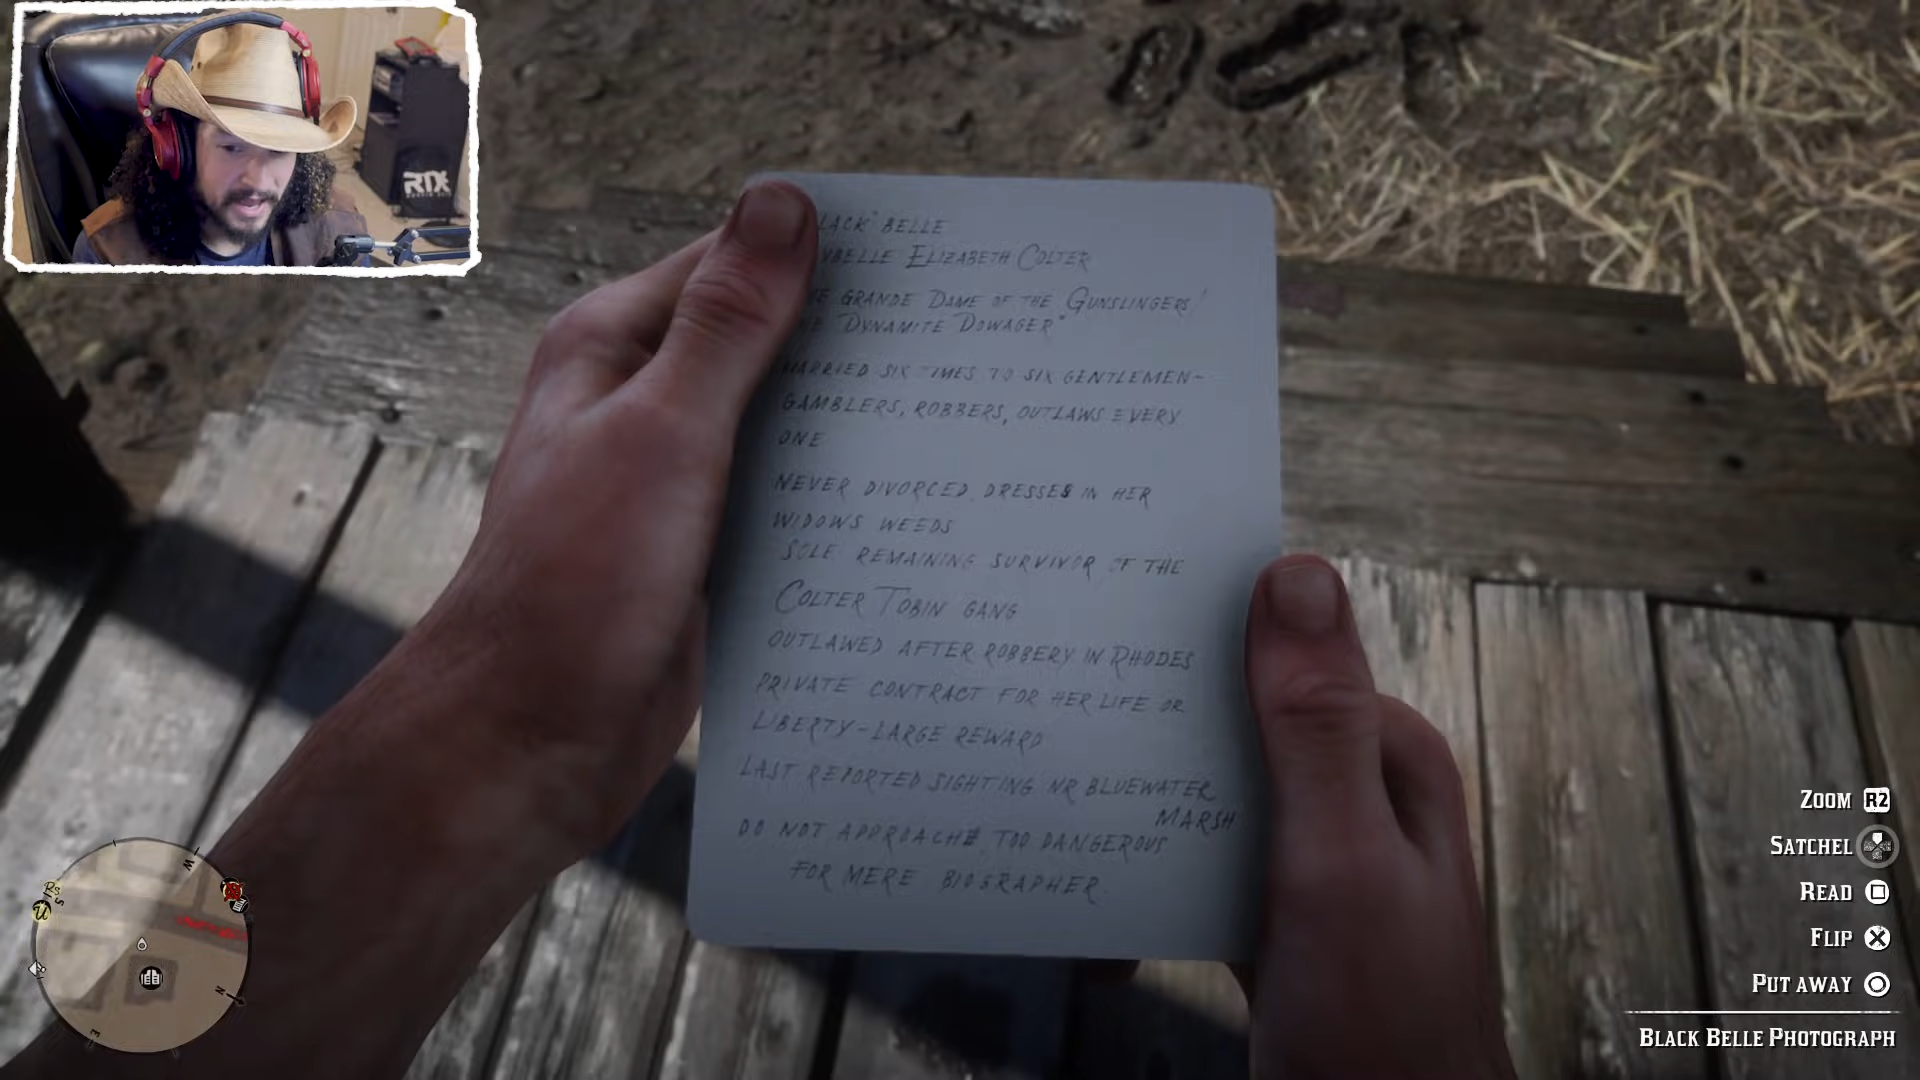 RTX
LACK" BELLE
YBELLE ELIZABETH COLTER
GRANDE DAME OF THE GUNSLINGERS/
"DYNAMITE DOWAGER"
MARRIED SIX TIMES TO SIX GENTLEMEN-
GAMBLERS, ROBBERS, OUTLAWS EVERY
ONE
NEVER DIVORCED. DRESSES IN HER
WIDOWS WEEDS
SOLE REMAINING SURVIVOR OF THE
COLTER TOBIN GANG
OUTLAWED AFTER ROBBERY IN RHODES
PRIVATE CONTRACT FOR HER LIFE OR
LIBERTY-LARGE REWARD
LAST REPORTED SIGHTING NR BLUEWATER
MARSH
DO NOT APPROACH. TOO DANGEROUS
FOR MERE BIOGRAPHER.
W
RS
S
U
N
E
ZOOM R2
SATCHEL
READ
FLIP
PUT AWAY
BLACK BELLE PHOTOGRAPH